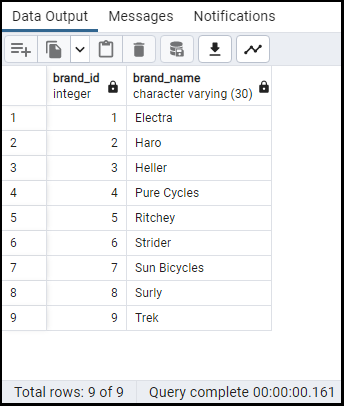 Data Output Messages Notifications
brand_id brand_name
integer character varying (30)
1 1 Electra
2 2 Haro
3 3 Heller
4 4 Pure Cycles
5 5 Ritchey
6 6 Strider
7 7 Sun Bicycles
8 8 Surly
9 9 Trek
Total rows: 9 of 9 Query complete 00:00:00.161